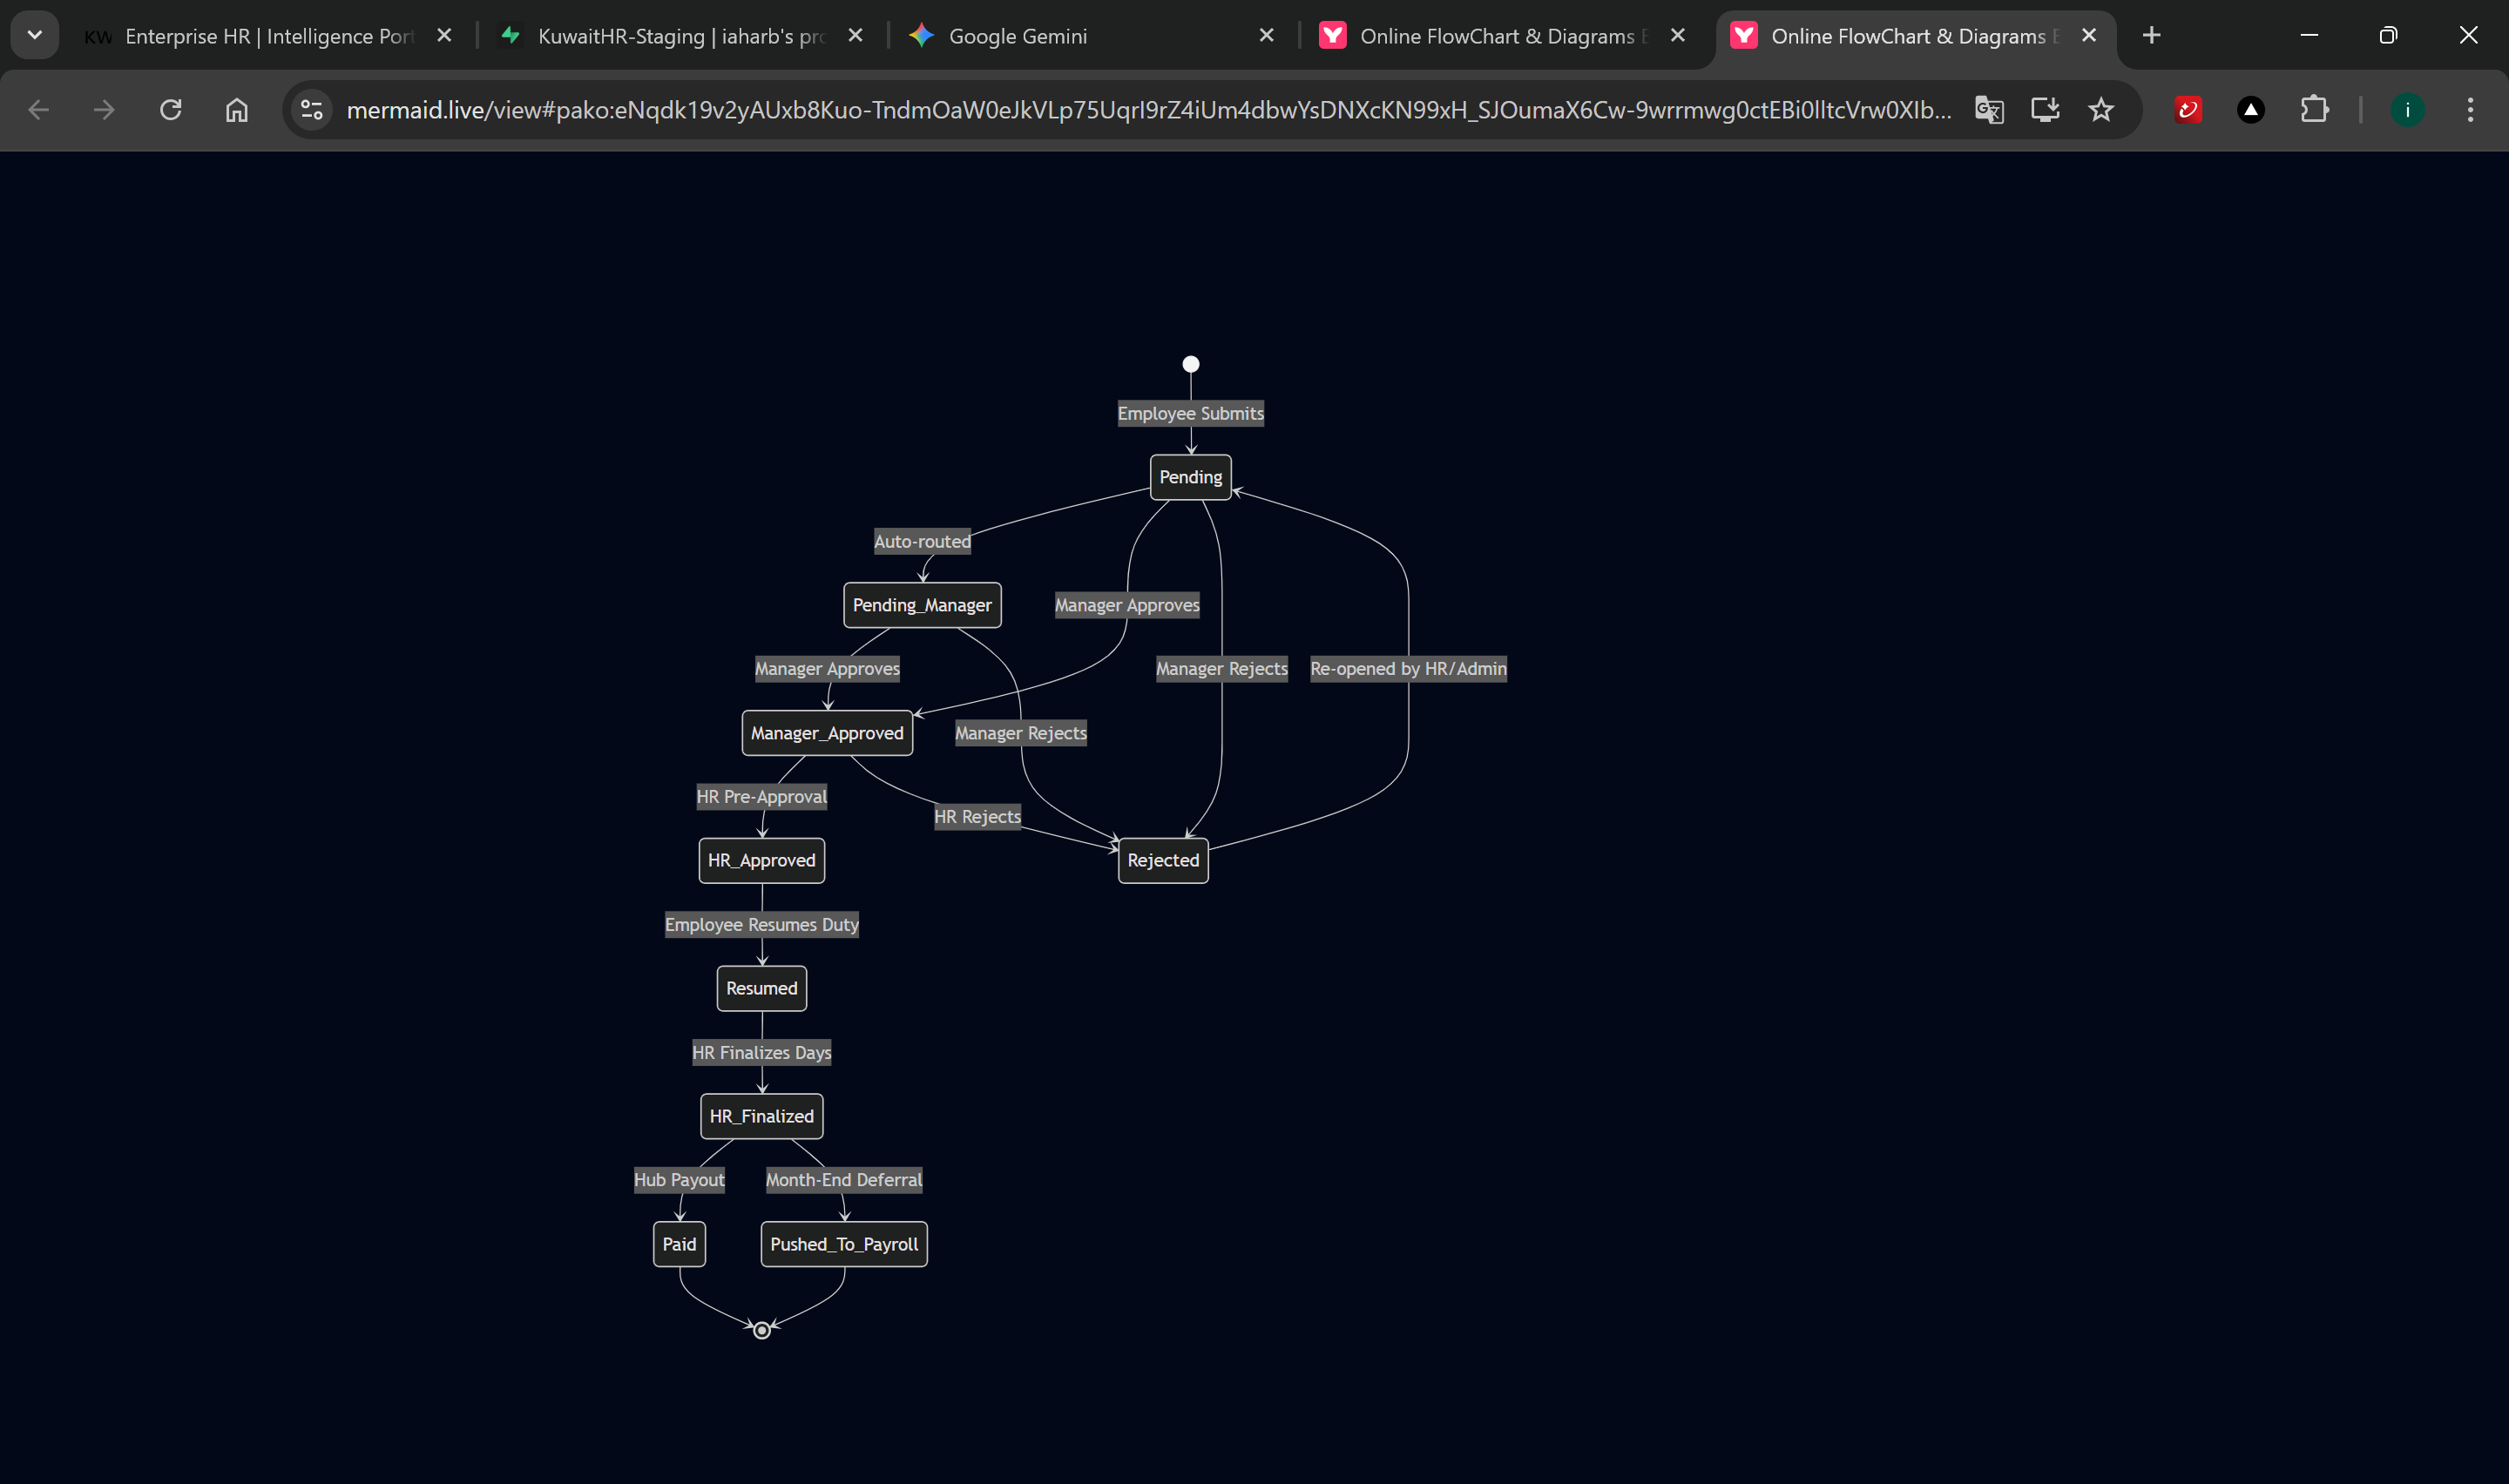 KW Enterprise HR | Intelligence Port
KuwaitHR-Staging | iaharb's pro
Google Gemini
Online FlowChart & Diagrams E
Online FlowChart & Diagrams E
mermaid.live/view#pako:eNqdk19v2yAUxb8Kuo-TndmOaW0eJkVLp75UqrI9rZ4iUm4dbwYsDNXcKN99xH_SJOumaX6Cw-9wrrmwg0ctEBi0lltcVrw0XIb...
i
Employee Submits
Pending
Auto-routed
Pending_Manager
Manager Approves
Manager Approves
Manager Rejects
Re-opened by HR/Admin
Manager_Approved
Manager Rejects
HR Pre-Approval
HR Rejects
HR_Approved
Rejected
Employee Resumes Duty
Resumed
HR Finalizes Days
HR_Finalized
Hub Payout
Month-End Deferral
Paid
Pushed_To_Payroll